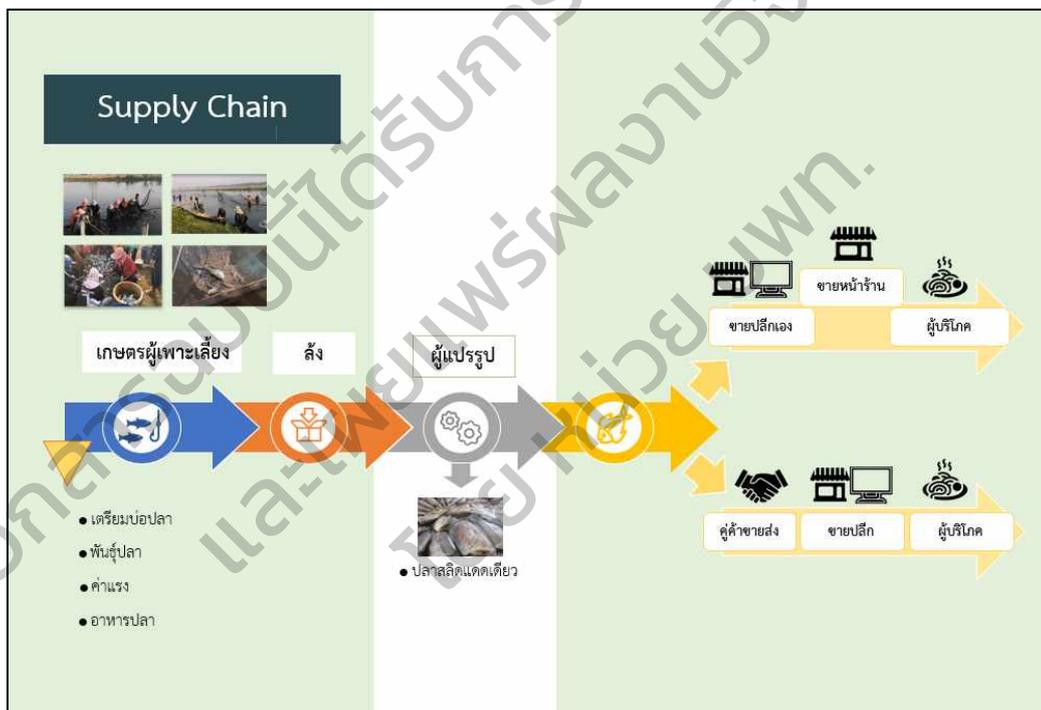 Supply Chain
เกษตรผู้เพาะเลี้ยง
ล้ง
ผู้แปรรูป
● เตรียมบ่อปลา
● พันธุ์ปลา
● ค่าแรง
● อาหารปลา
● ปลาสลิดแดดเดียว
ขายปลีกเอง
ขายหน้าร้าน
ผู้บริโภค
คู่ค้าขายส่ง
ขายปลีก
ผู้บริโภค